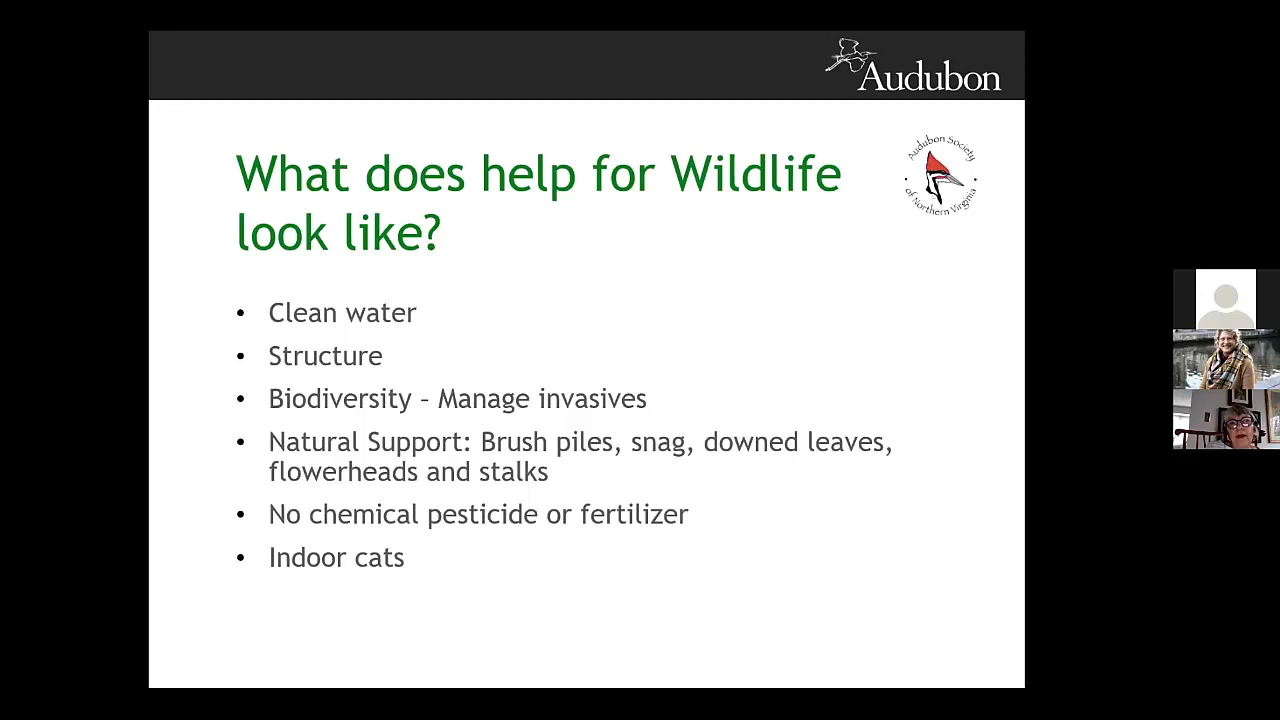 Audubon
What does help for Wildlife
look like?
Audubon Society
of Northern Virginia
• Clean water
• Structure
• Biodiversity – Manage invasives
• Natural Support: Brush piles, snag, downed leaves,
flowerheads and stalks
• No chemical pesticide or fertilizer
• Indoor cats